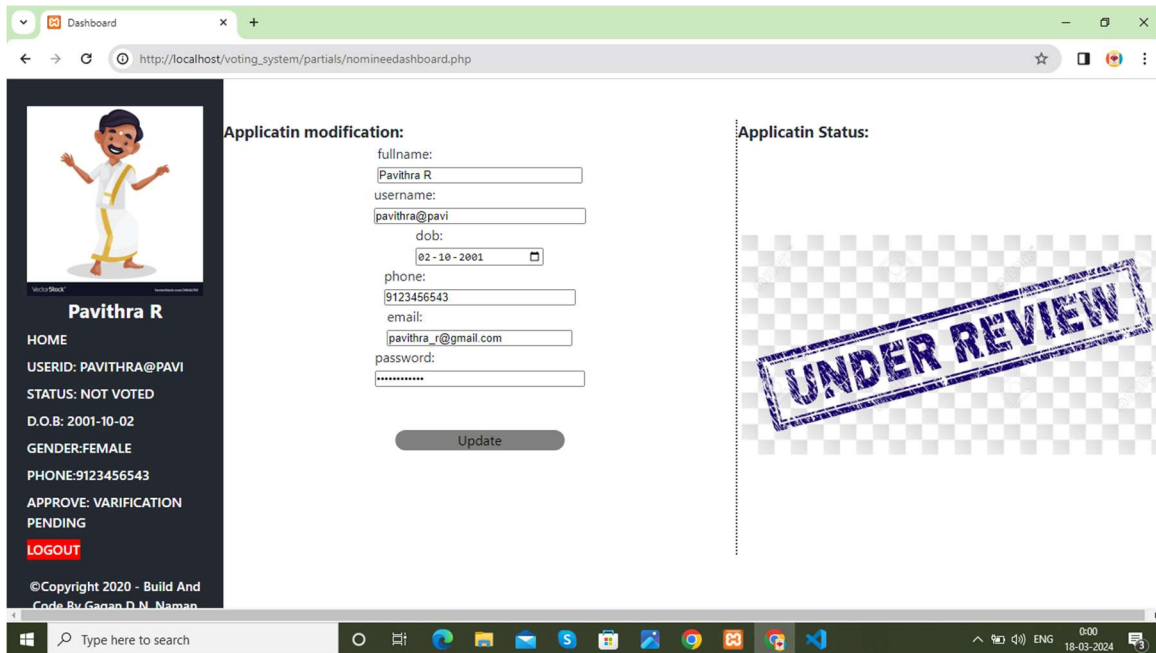 Dashboard
http://localhost/voting_system/partials/nomineedashboard.php
VectorStock
Pavithra R
HOME
USERID: PAVITHRA@PAVI
STATUS: NOT VOTED
D.O.B: 2001-10-02
GENDER:FEMALE
PHONE:9123456543
APPROVE: VARIFICATION
PENDING
LOGOUT
©Copyright 2020 - Build And
Code By Gagan D N, Naman
Applicatin modification:
fullname:
Pavithra R
username:
pavithra@pavi
dob:
02-10-2001
phone:
9123456543
email:
pavithra_r@gmail.com
password:
••••••••••••
Update
Applicatin Status:
UNDER REVIEW
Type here to search
ENG
0:00
18-03-2024
3